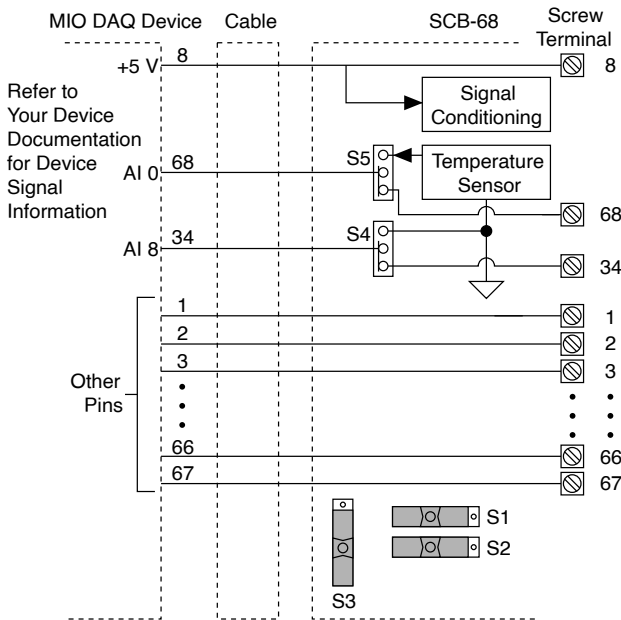 MIO DAQ Device
Cable
SCB-68
Screw
Terminal
+5 V
8
8
Refer to
Your Device
Documentation
for Device
Signal
Information
Signal
Conditioning
AI 0
68
S5
Temperature
Sensor
68
AI 8
34
S4
34
Other
Pins
1
1
2
2
3
3
66
66
67
67
S1
S2
S3